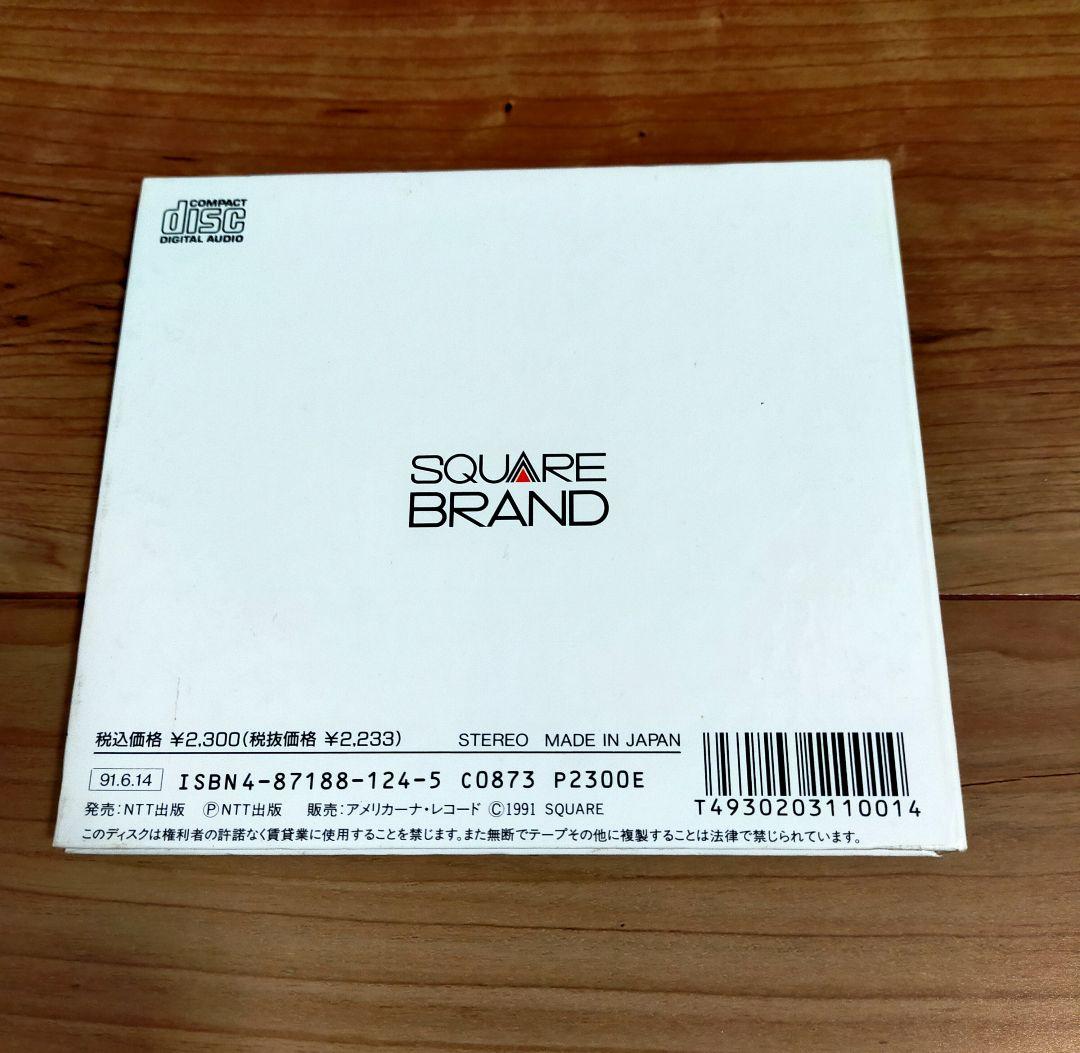 COMPACT
disc
DIGITAL AUDIO
SQUARE
BRAND
税込価格 ¥2,300(税抜価格 ¥2,233) STEREO MADE IN JAPAN
91.6.14 ISBN4-87188-124-5 C0873 P2300E
発売:NTT出版 ⓅNTT出版 販売:アメリカーナ・レコード Ⓒ1991 SQUARE
T4930203110014
このディスクは権利者の許諾なく賃貸業に使用することを禁じます。また無断でテープその他に複製することは法律で禁じられています。